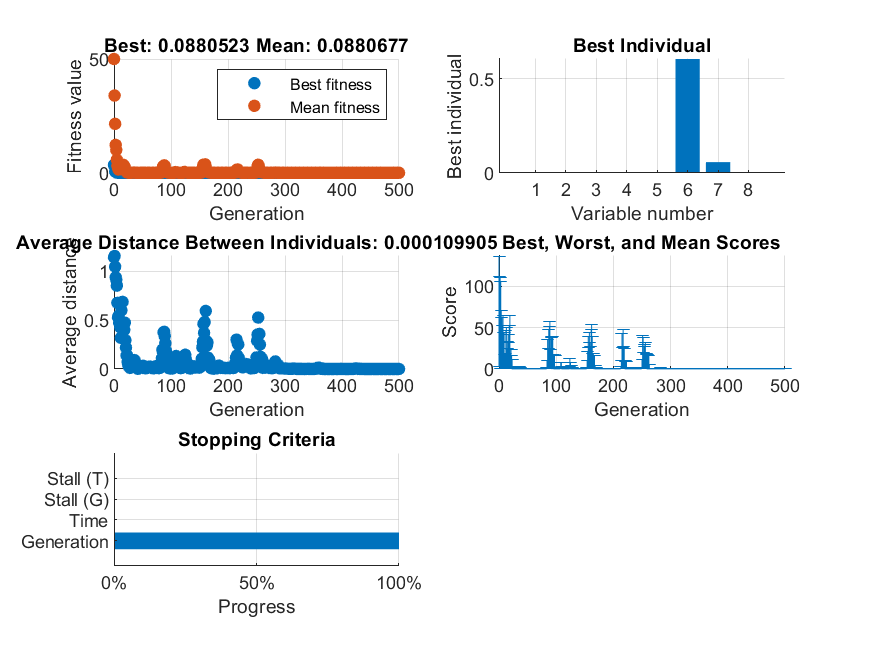 Best: 0.0880523 Mean: 0.0880677
Fitness value
50
0
Best fitness
Mean fitness
0 100 200 300 400 500
Generation
Best Individual
Best individual
0.5
0
1 2 3 4 5 6 7 8
Variable number
Average Distance Between Individuals: 0.000109905
Average distance
1
0.5
0
0 100 200 300 400 500
Generation
Best, Worst, and Mean Scores
Score
100
50
0
0 100 200 300 400 500
Generation
Stopping Criteria
Stall (T)
Stall (G)
Time
Generation
0% 50% 100%
Progress